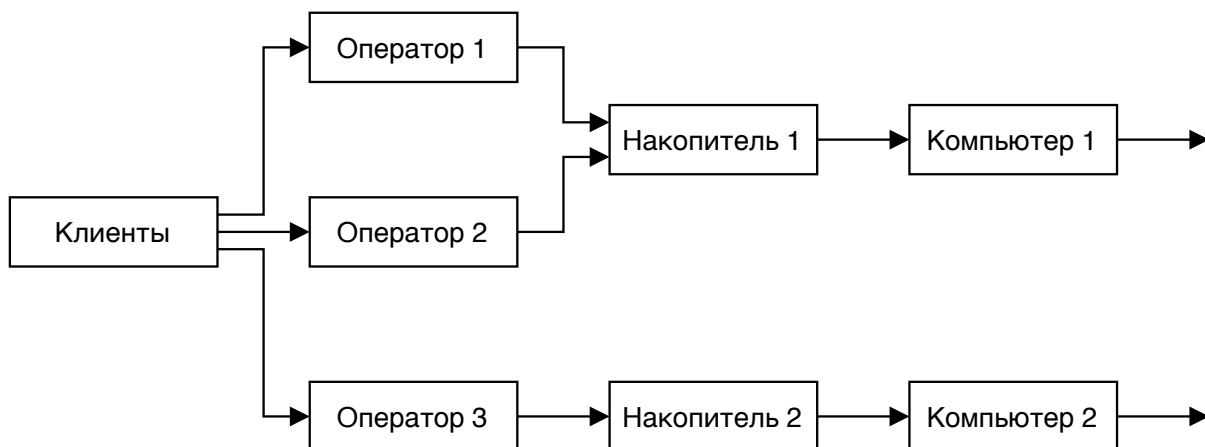 Оператор 1
Накопитель 1
Компьютер 1
Клиенты
Оператор 2
Оператор 3
Накопитель 2
Компьютер 2